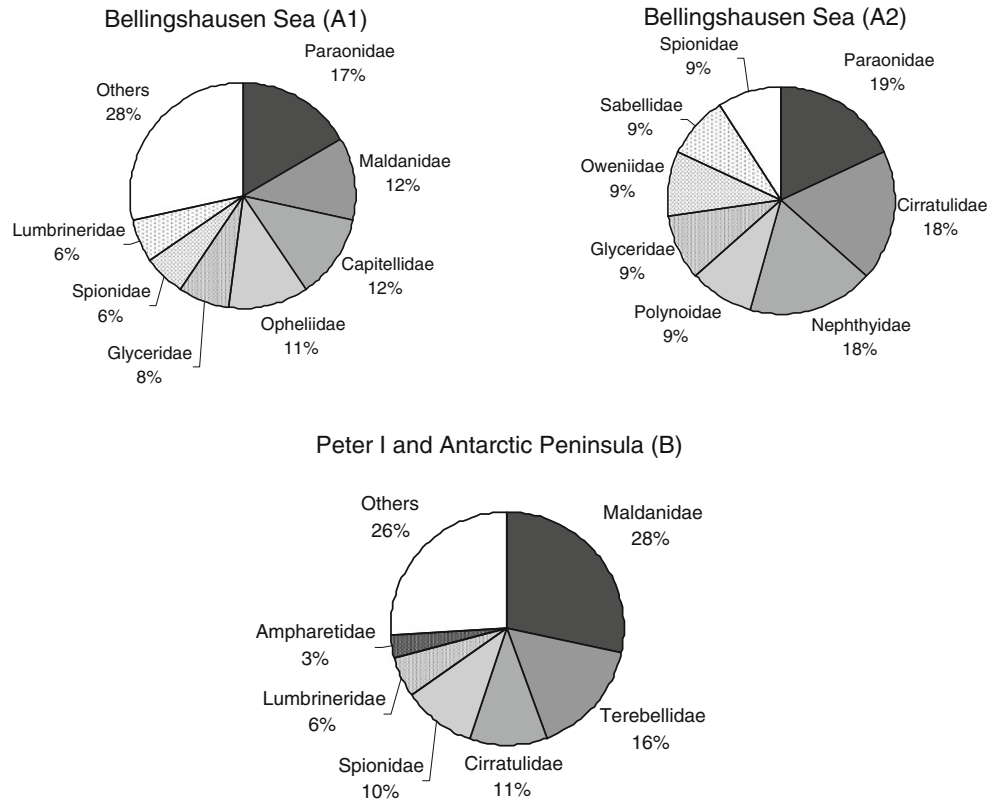 Bellingshausen Sea (A1)
Paraonidae
17%
Maldanidae
12%
Capitellidae
12%
Opheliidae
11%
Glyceridae
8%
Spionidae
6%
Lumbrineridae
6%
Others
28%
Bellingshausen Sea (A2)
Paraonidae
19%
Cirratulidae
18%
Nephthyidae
18%
Polynoidae
9%
Glyceridae
9%
Oweniidae
9%
Sabellidae
9%
Spionidae
9%
Peter I and Antarctic Peninsula (B)
Maldanidae
28%
Terebellidae
16%
Cirratulidae
11%
Spionidae
10%
Lumbrineridae
6%
Ampharetidae
3%
Others
26%